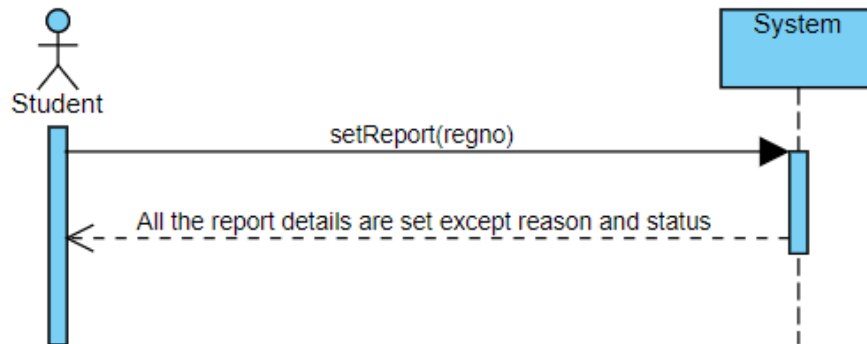 System
Student
setReport(regno)
All the report details are set except reason and status